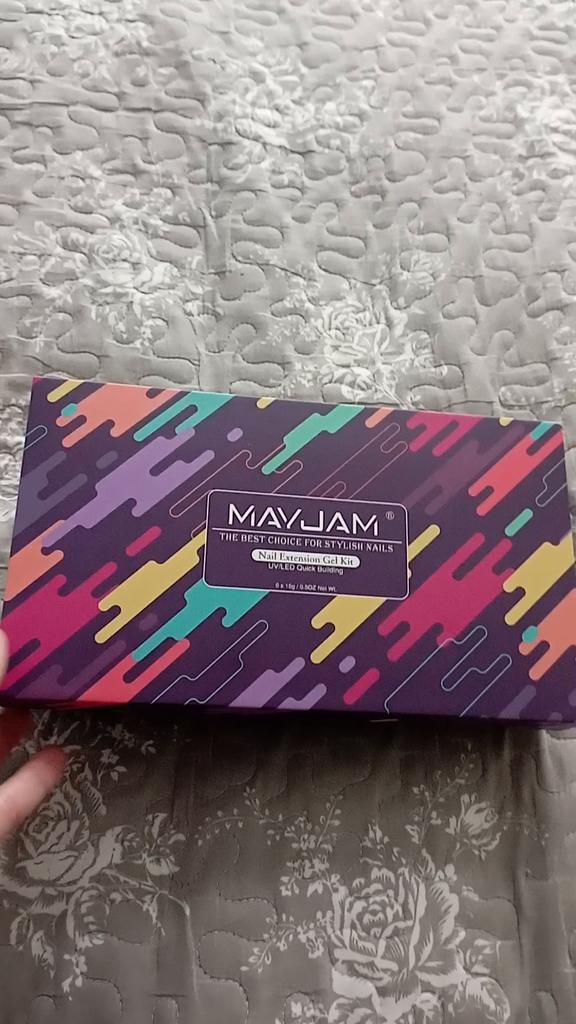 MAYJAM®
THE BEST CHOICE FOR STYLISH NAILS
Nail Extension Gel Kit
UV/LED Quick Building
6 x 15g / 0.5OZ Net Wt.